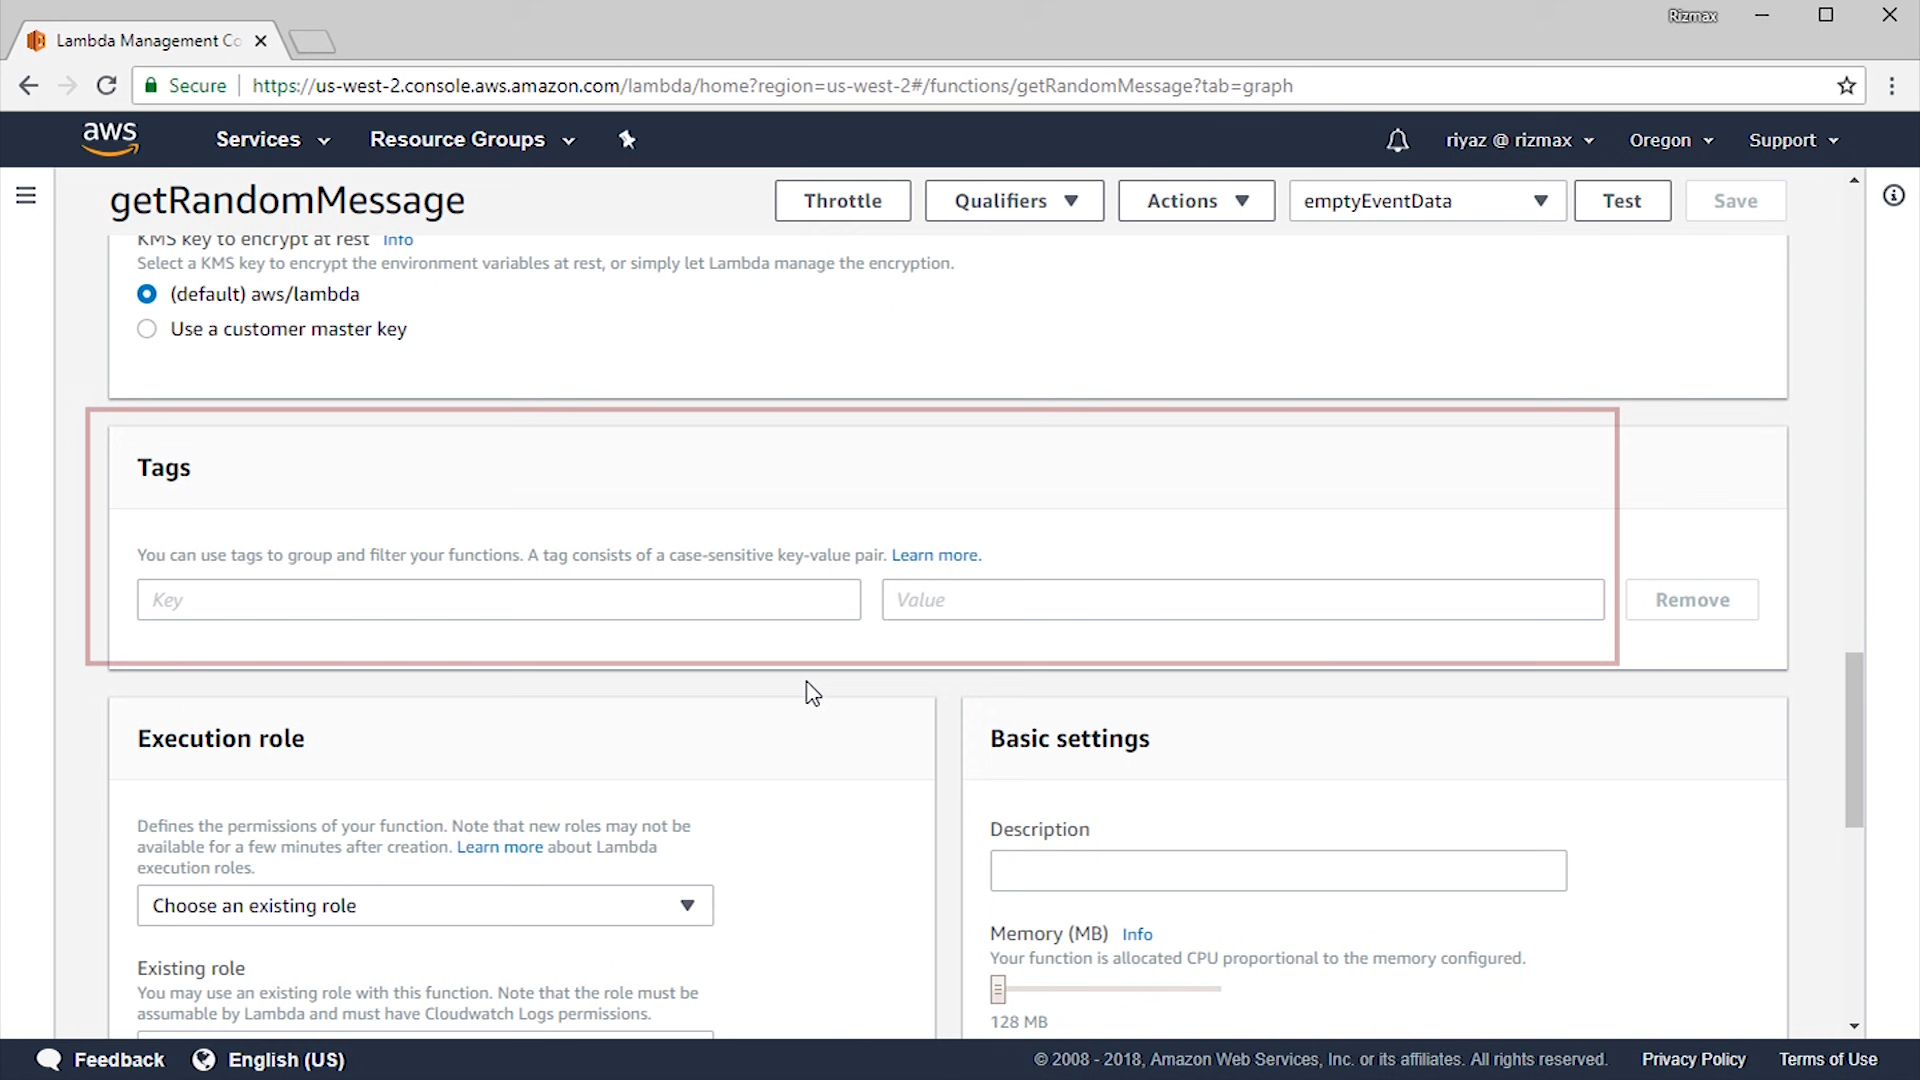 Rizmax
Lambda Management Co
Secure https://us-west-2.console.aws.amazon.com/lambda/home?region=us-west-2#/functions/getRandomMessage?tab=graph
aws Services Resource Groups riyaz @ rizmax Oregon Support
getRandomMessage Throttle Qualifiers Actions emptyEventData Test Save
KMS key to encrypt at rest Info
Select a KMS key to encrypt the environment variables at rest, or simply let Lambda manage the encryption.
(default) aws/lambda
Use a customer master key
Tags
You can use tags to group and filter your functions. A tag consists of a case-sensitive key-value pair. Learn more.
Key Value Remove
Execution role
Defines the permissions of your function. Note that new roles may not be
available for a few minutes after creation. Learn more about Lambda
execution roles.
Choose an existing role
Existing role
You may use an existing role with this function. Note that the role must be
assumable by Lambda and must have Cloudwatch Logs permissions.
Basic settings
Description
Memory (MB) Info
Your function is allocated CPU proportional to the memory configured.
128 MB
Feedback English (US) © 2008 - 2018, Amazon Web Services, Inc. or its affiliates. All rights reserved. Privacy Policy Terms of Use